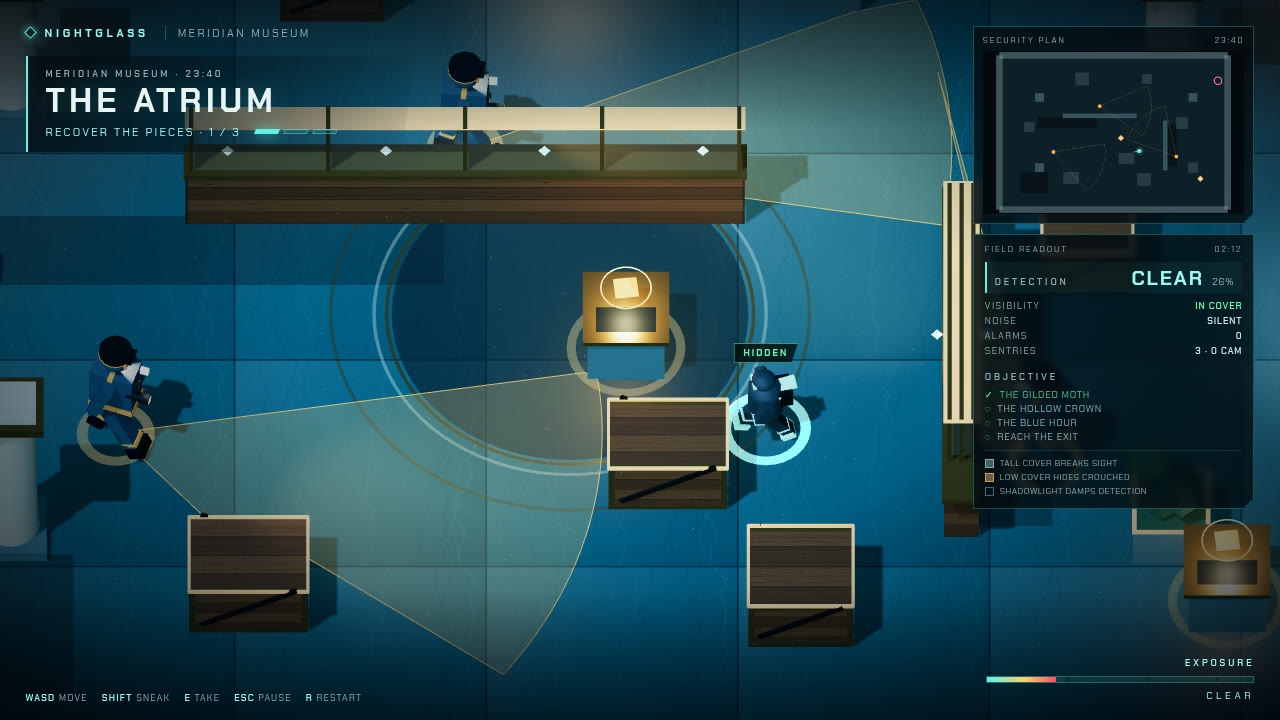 NIGHTGLASS
MERIDIAN MUSEUM
MERIDIAN MUSEUM · 23:40
THE ATRIUM
RECOVER THE PIECES · 1 / 3
SECURITY PLAN 23:40
FIELD READOUT 02:12
DETECTION CLEAR 26%
VISIBILITY IN COVER
NOISE SILENT
ALARMS 0
SENTRIES 3 · 0 CAM
OBJECTIVE
✓ THE GILDED MOTH
○ THE HOLLOW CROWN
○ THE BLUE HOUR
○ REACH THE EXIT
TALL COVER BREAKS SIGHT
LOW COVER HIDES CROUCHED
SHADOWLIGHT DAMPS DETECTION
HIDDEN
EXPOSURE
CLEAR
WASD MOVE SHIFT SNEAK E TAKE ESC PAUSE R RESTART